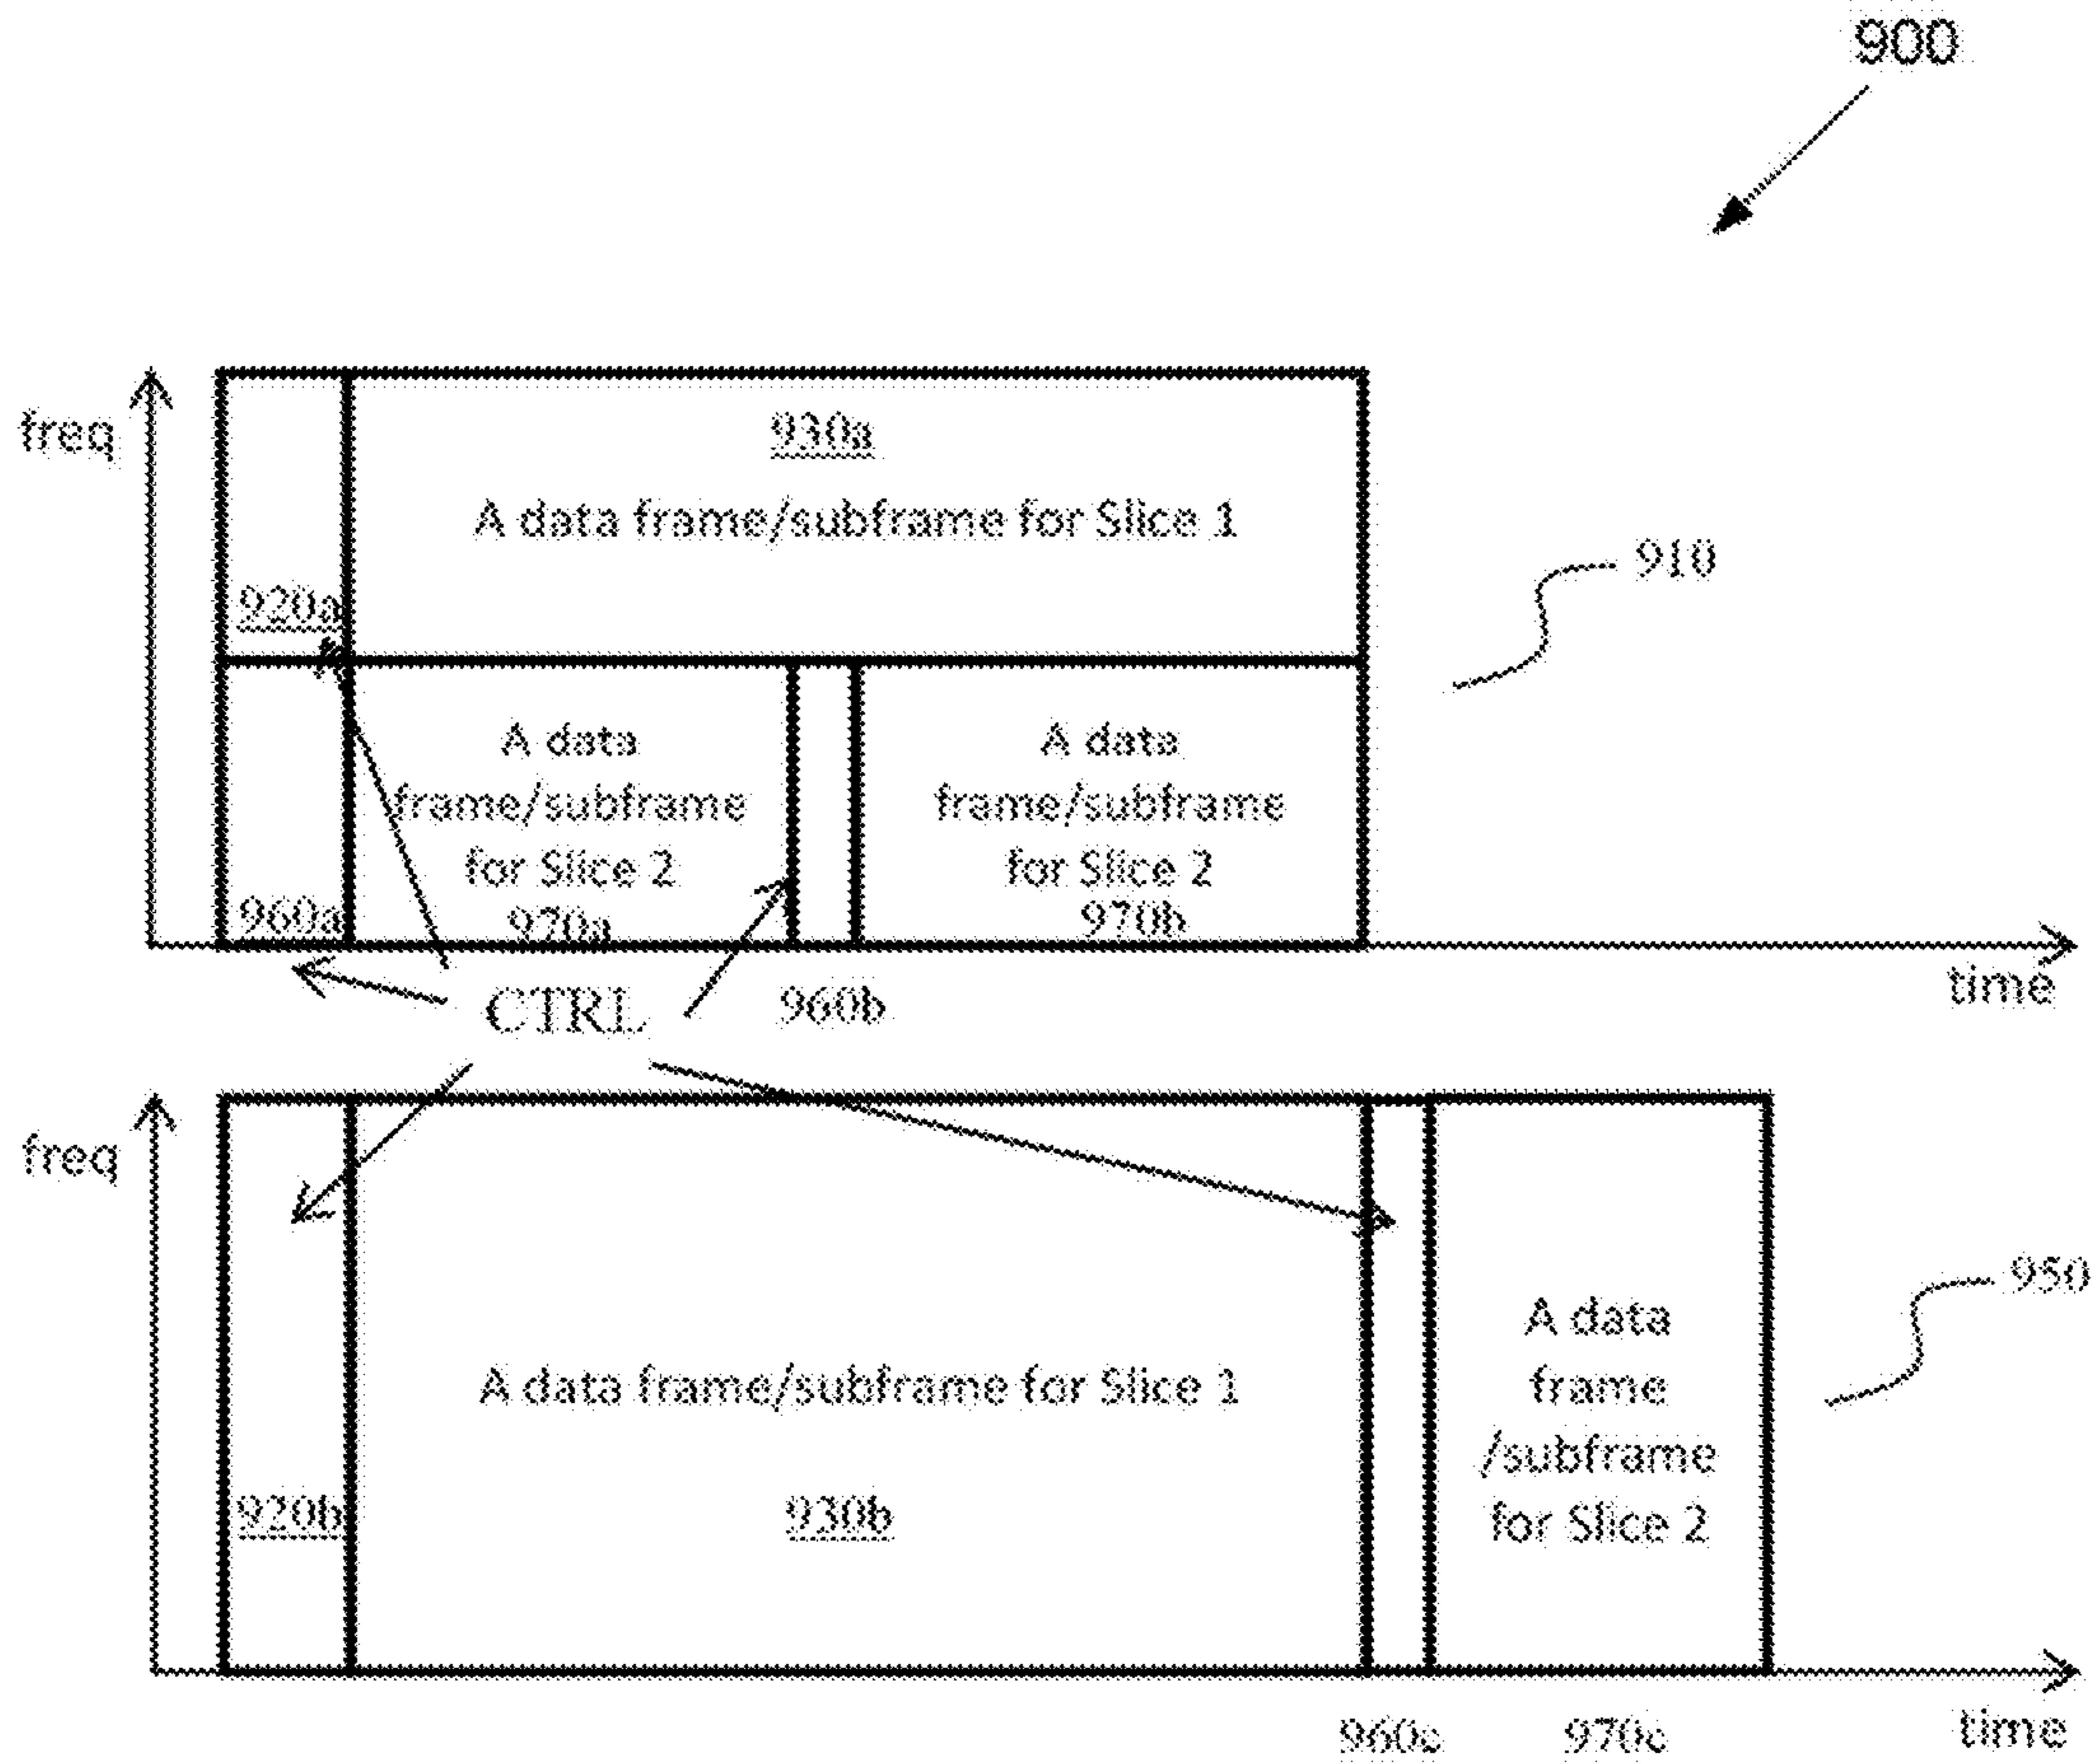 900
freq
930a
A data frame/subframe for Slice 1
910
920a
A data
frame/subframe
for Slice 2
970a
A data
frame/subframe
for Slice 2
970b
960a
time
CTRL
960b
freq
950
A data
frame
/subframe
for Slice 2
A data frame/subframe for Slice 1
920b
930b
960c
970c
time